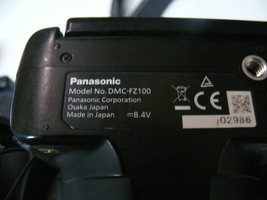 Panasonic
Model No. DMC-FZ100
Panasonic Corporation
Osaka Japan
Made in Japan ⎓8.4V
CE
j02986